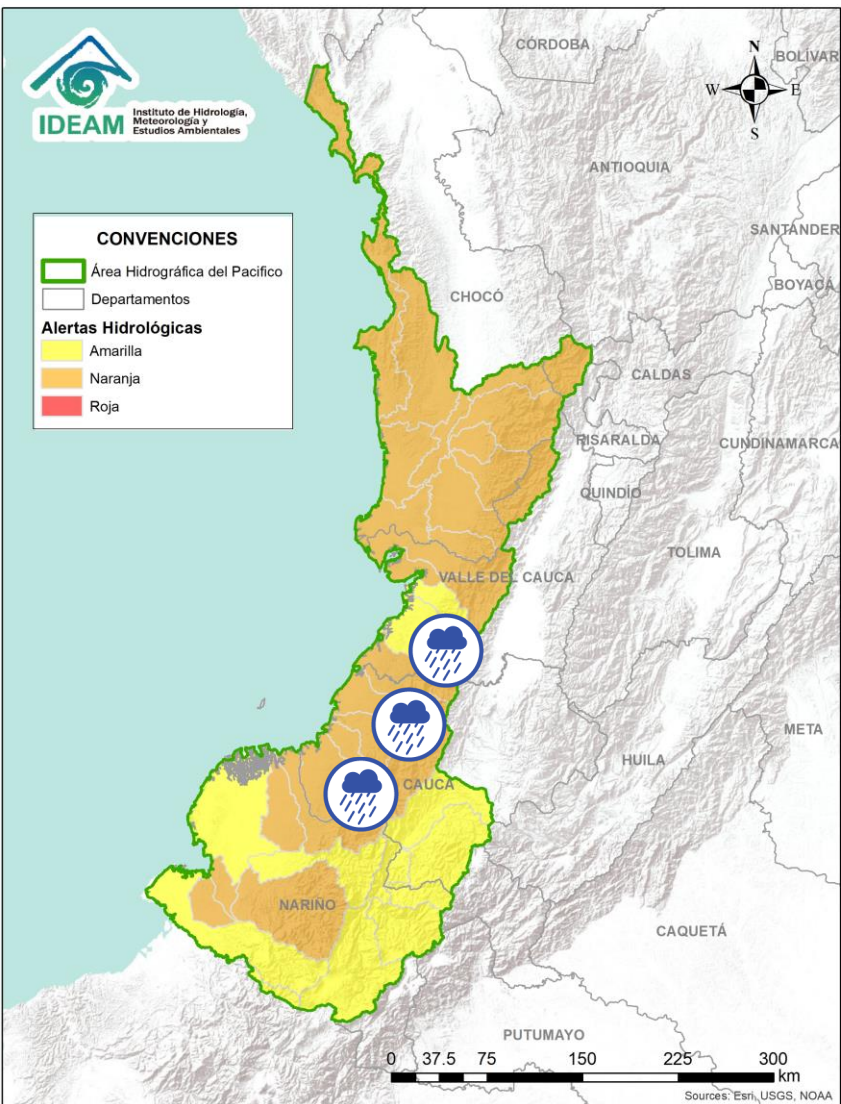 IDEAM
Instituto de Hidrología,
Meteorología y
Estudios Ambientales
CÓRDOBA
BOLÍVAR
N
W
E
S
ANTIOQUIA
SANTANDER
BOYACÁ
CONVENCIONES
Área Hidrográfica del Pacifico
Departamentos
Alertas Hidrológicas
Amarilla
Naranja
Roja
CHOCÓ
CALDAS
RISARALDA
CUNDINAMARCA
QUINDÍO
TOLIMA
VALLE DEL CAUCA
META
HUILA
CAUCA
NARIÑO
CAQUETÁ
PUTUMAYO
0 37.5 75 150 225 300
km
Sources: Esri, USGS, NOAA